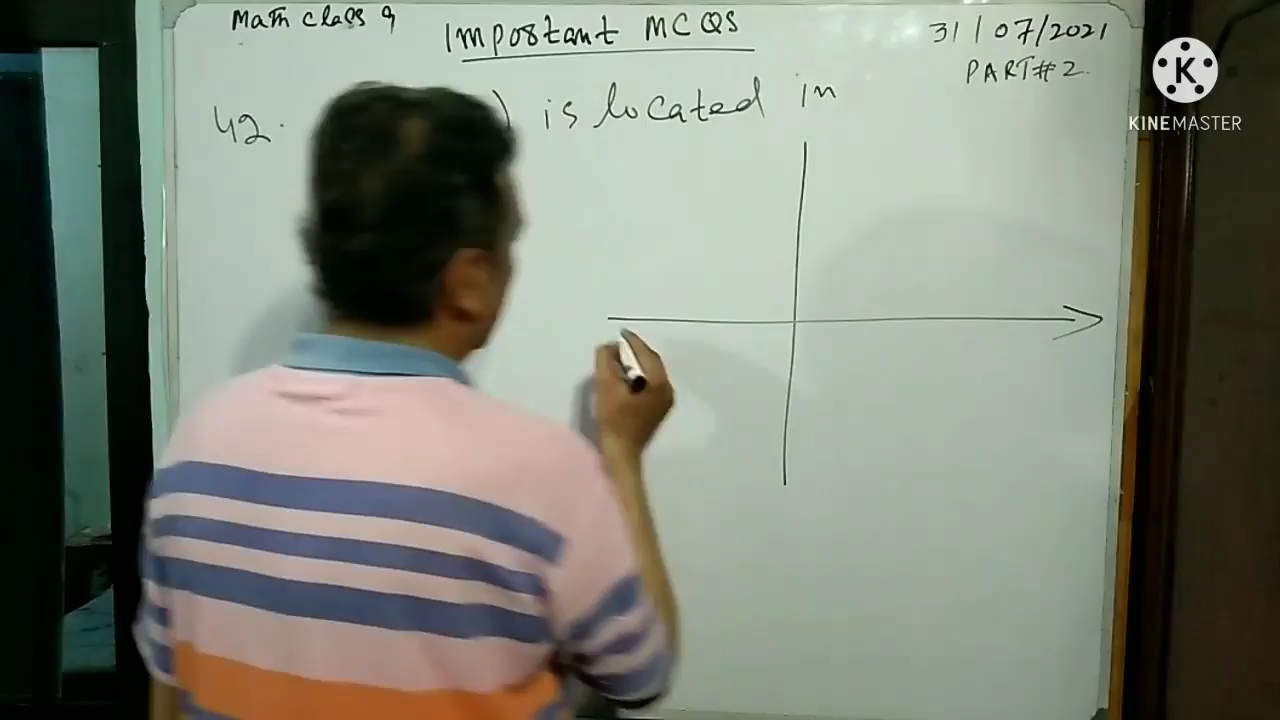 Math class 9
Important MCQS
31/07/2021
PART#2.
42. ) is located in
K
KINEMASTER